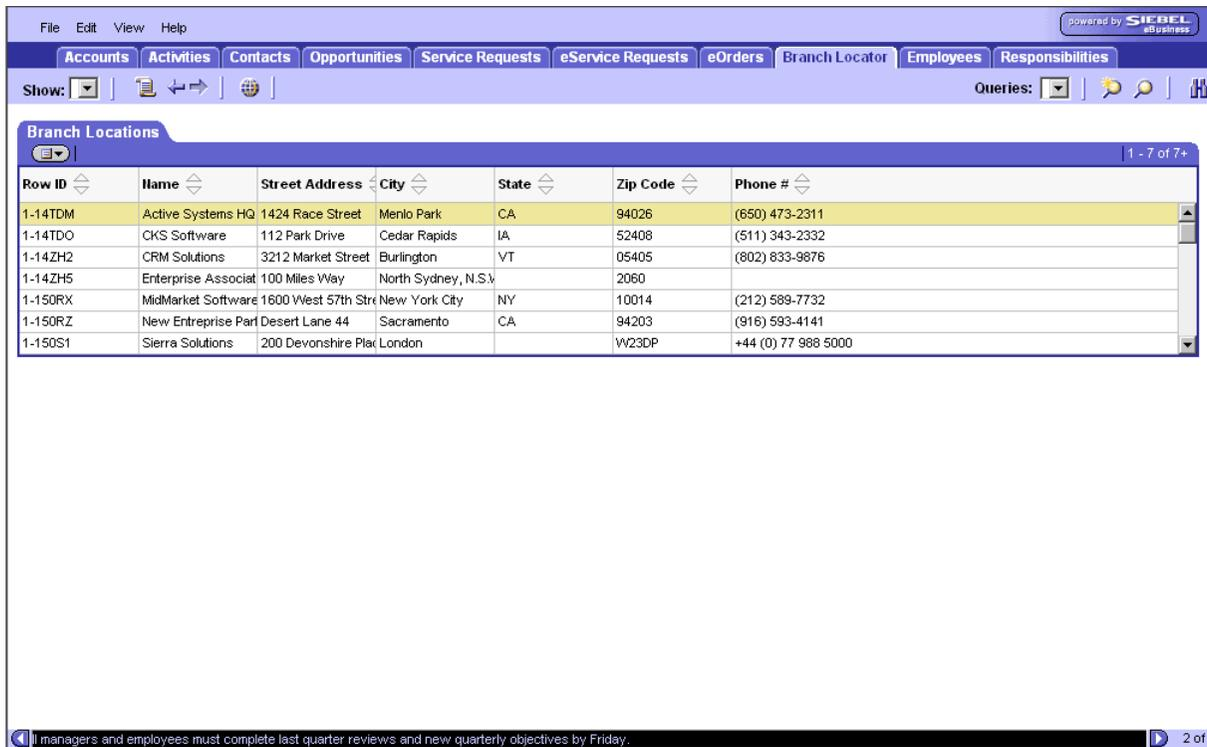 File Edit View Help
powered by SIEBEL eBusiness
Accounts Activities Contacts Opportunities Service Requests eService Requests eOrders Branch Locator Employees Responsibilities
Show: Queries:
Branch Locations
1 - 7 of 7+
Row ID Name Street Address City State Zip Code Phone #
1-14TDM Active Systems HQ 1424 Race Street Menlo Park CA 94026 (650) 473-2311
1-14TDO CKS Software 112 Park Drive Cedar Rapids IA 52408 (511) 343-2332
1-14ZH2 CRM Solutions 3212 Market Street Burlington VT 05405 (802) 833-9876
1-14ZH5 Enterprise Associat 100 Miles Way North Sydney, N.S.W 2060
1-150RX MidMarket Software 1600 West 57th Stre New York City NY 10014 (212) 589-7732
1-150RZ New Entreprise Part Desert Lane 44 Sacramento CA 94203 (916) 593-4141
1-150S1 Sierra Solutions 200 Devonshire Plac London W23DP +44 (0) 77 988 5000
ll managers and employees must complete last quarter reviews and new quarterly objectives by Friday.
2 of